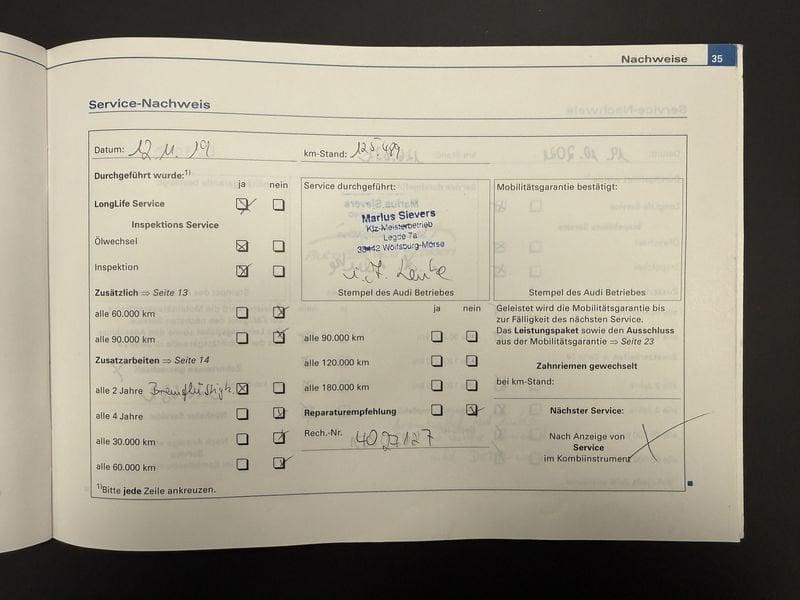 Nachweise 35
Service-Nachweis
Datum: 12.11.19
km-Stand: 125.489
Durchgeführt wurde:1)
ja nein
LongLife Service
Inspektions Service
Ölwechsel
Inspektion
Zusätzlich ⇒ Seite 13
alle 60.000 km
alle 90.000 km
Zusatzarbeiten ⇒ Seite 14
alle 2 Jahre Bremsflüssigk.
alle 4 Jahre
alle 30.000 km
alle 60.000 km
1)Bitte jede Zeile ankreuzen.
Service durchgeführt:
Marius Sievers
Kfz-Meisterbetrieb
Legde 7a
38442 Wolfsburg-Mörse
Stempel des Audi Betriebes
ja nein
alle 90.000 km
alle 120.000 km
alle 180.000 km
Reparaturempfehlung
Rech.-Nr. 4027127
Mobilitätsgarantie bestätigt:
Stempel des Audi Betriebes
Geleistet wird die Mobilitätsgarantie bis
zur Fälligkeit des nächsten Service.
Das Leistungspaket sowie den Ausschluss
aus der Mobilitätsgarantie ⇒ Seite 23
Zahnriemen gewechselt
bei km-Stand:
Nächster Service:
Nach Anzeige von
Service
im Kombiinstrument